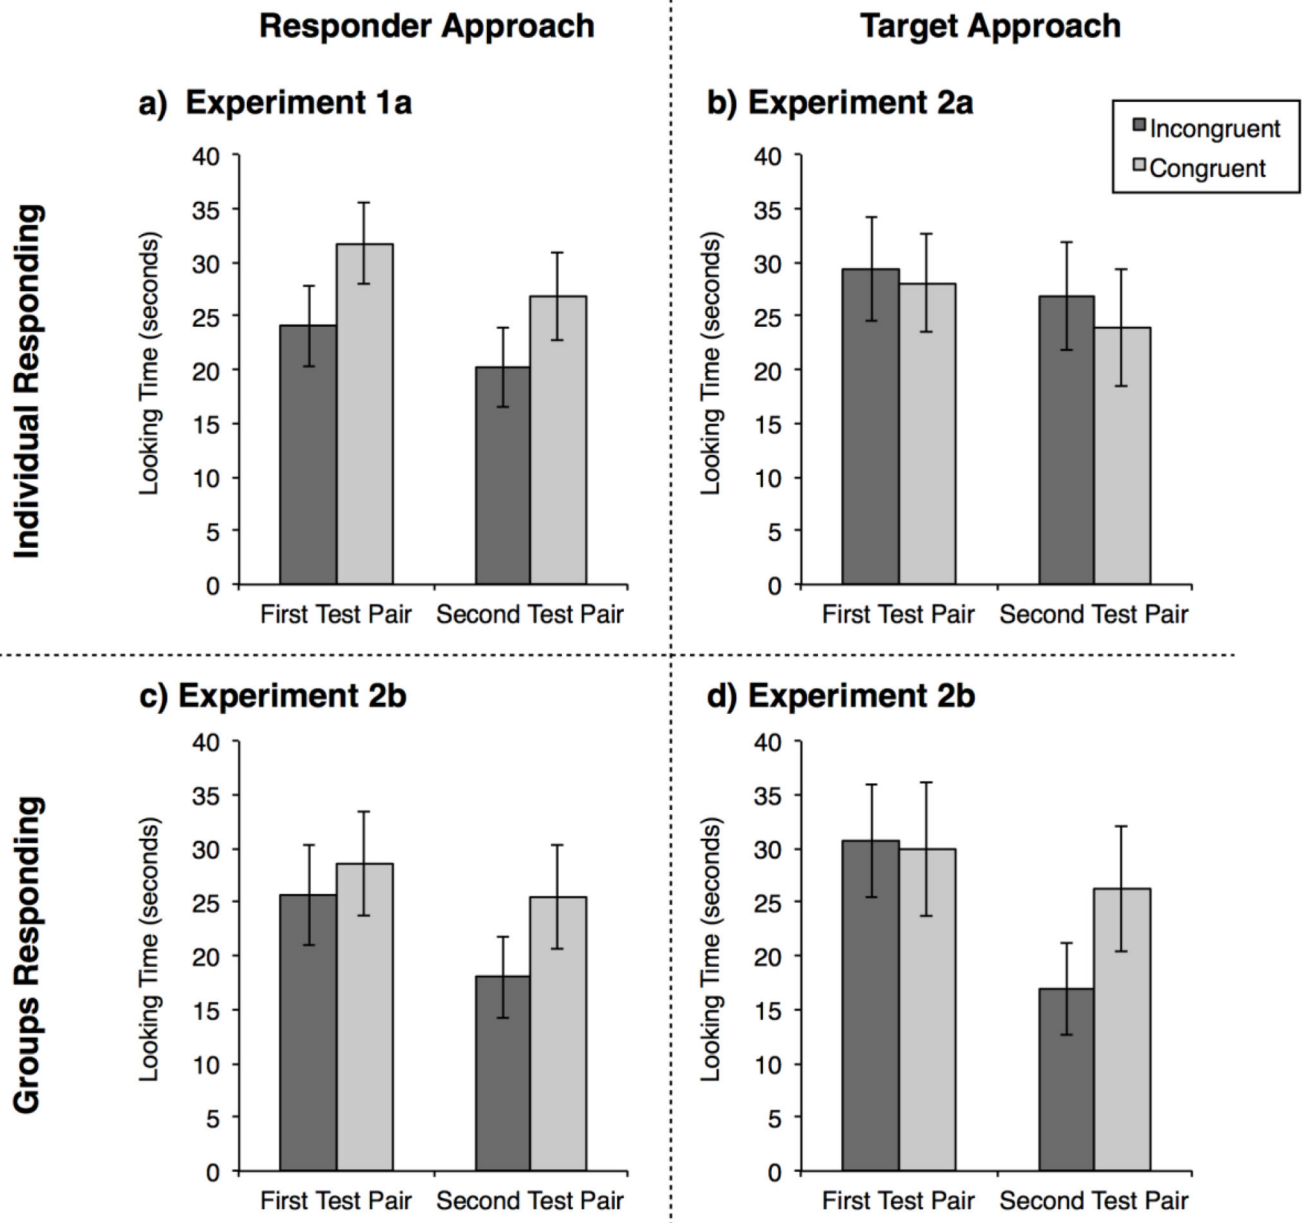 Responder Approach
Target Approach
a) Experiment 1a
b) Experiment 2a
Incongruent
Congruent
Individual Responding
Looking Time (seconds)
40
35
30
25
20
15
10
5
0
First Test Pair Second Test Pair
Looking Time (seconds)
40
35
30
25
20
15
10
5
0
First Test Pair Second Test Pair
c) Experiment 2b
d) Experiment 2b
Groups Responding
Looking Time (seconds)
40
35
30
25
20
15
10
5
0
First Test Pair Second Test Pair
Looking Time (seconds)
40
35
30
25
20
15
10
5
0
First Test Pair Second Test Pair